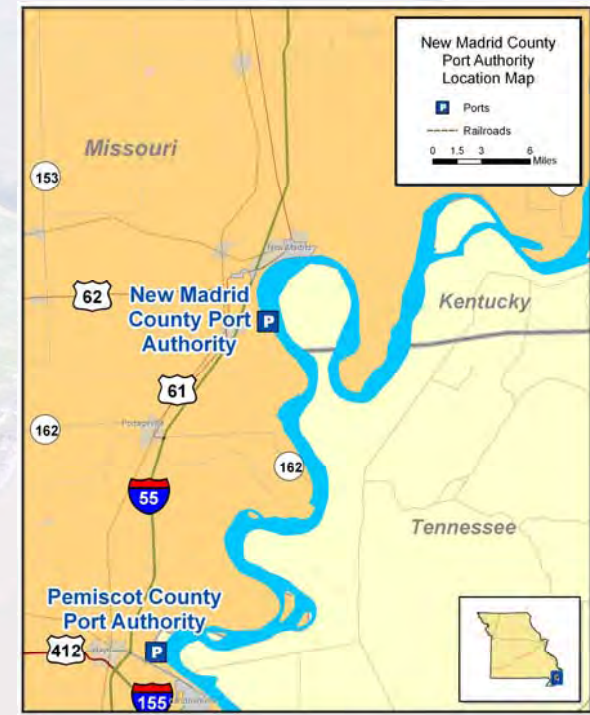 New Madrid County
Port Authority
Location Map
P Ports
Railroads
0 1.5 3 6
Miles
Missouri
153
New Madrid
62
New Madrid
County Port
Authority
P
Kentucky
61
162
Portageville
162
55
Tennessee
Pemiscot County
Port Authority
412
P
155